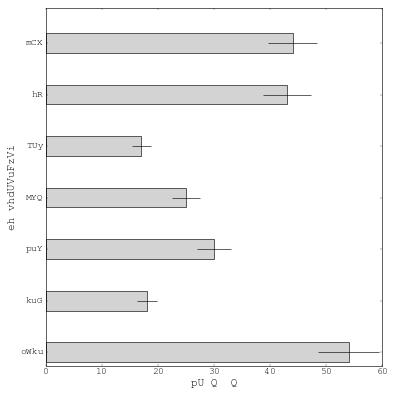 mCX
hR
TUy
MYQ
puY
kuG
oWku
eh vhdUVuFzVi
0 10 20 30 40 50 60
pU Q  Q